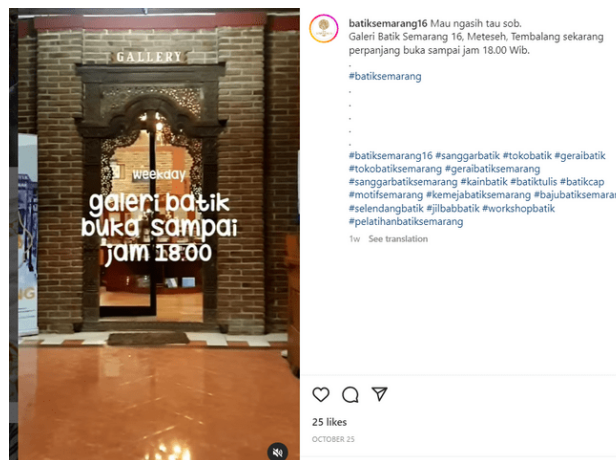 GALLERY
weekday
galeri batik
buka sampai
jam 18.00
NG
batiksemarang16 Mau ngasih tau sob.
Galeri Batik Semarang 16, Meteseh, Tembalang sekarang
perpanjang buka sampai jam 18.00 Wib.
.
#batiksemarang
.
.
.
.
.
#batiksemarang16 #sanggarbatik #tokobatik #geraibatik
#tokobatiksemarang #geraibatiksemarang
#sanggarbatiksemarang #kainbatik #batiktulis #batikcap
#motifsemarang #kemejabatiksemarang #bajubatiksemaran
#selendangbatik #jilbabbatik #workshopbatik
#pelatihanbatiksemarang
1w See translation
25 likes
OCTOBER 25